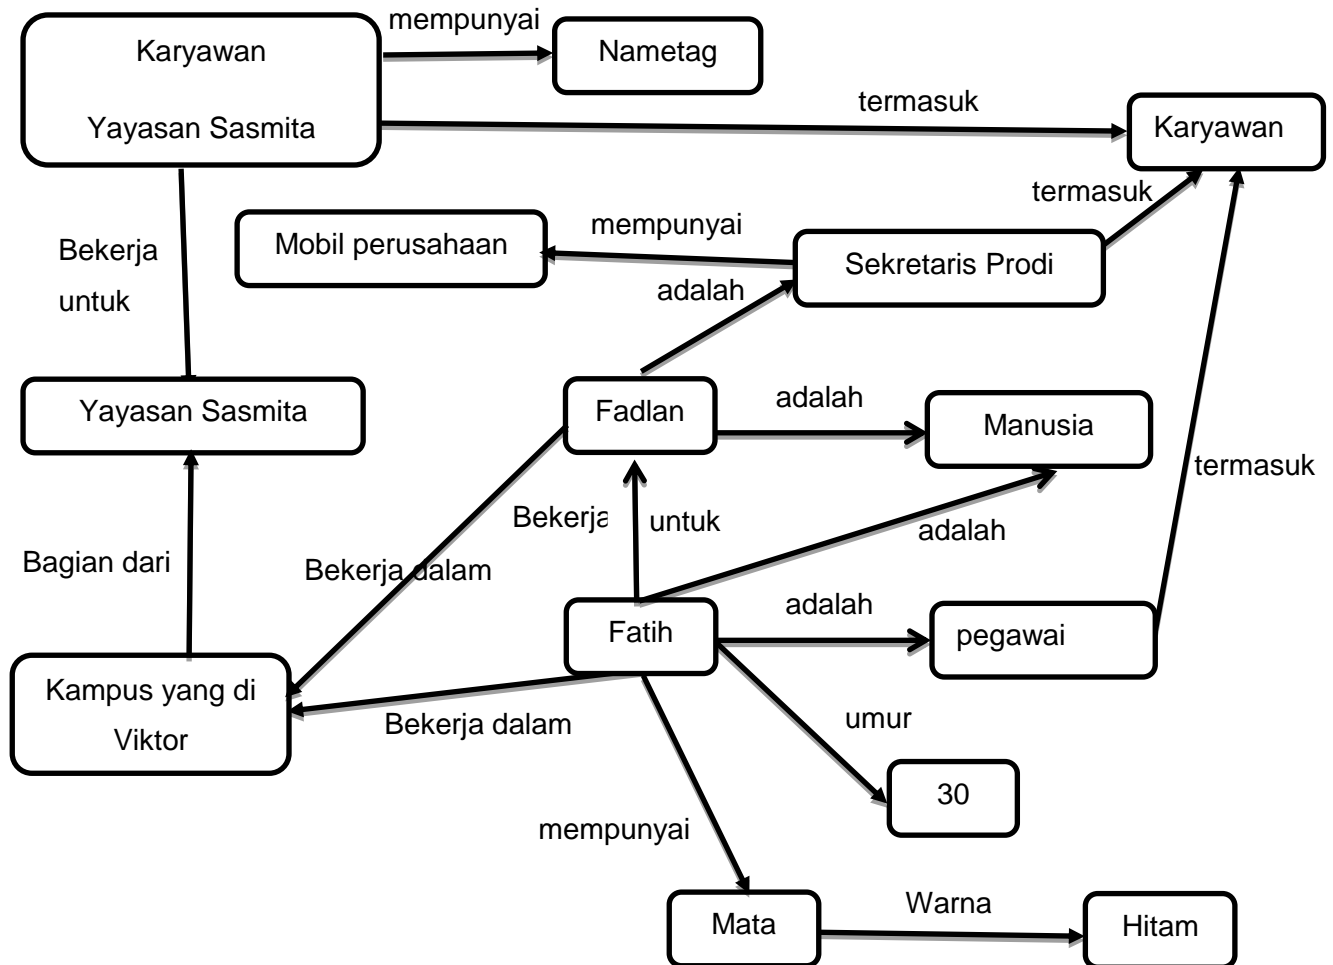 mempunyai
Karyawan
Nametag
Yayasan Sasmita
termasuk
Karyawan
termasuk
Mobil perusahaan
mempunyai
Sekretaris Prodi
Bekerja
untuk
adalah
Yayasan Sasmita
Fadlan
adalah
Manusia
termasuk
Bekerja
untuk
adalah
Bagian dari
Bekerja dalam
adalah
Fatih
pegawai
Kampus yang di
Viktor
Bekerja dalam
umur
30
mempunyai
Mata
Warna
Hitam